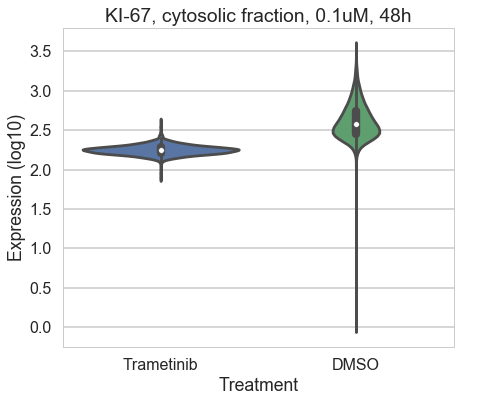 KI-67, cytosolic fraction, 0.1uM, 48h
Expression (log10)
3.5
3.0
2.5
2.0
1.5
1.0
0.5
0.0
Trametinib DMSO
Treatment